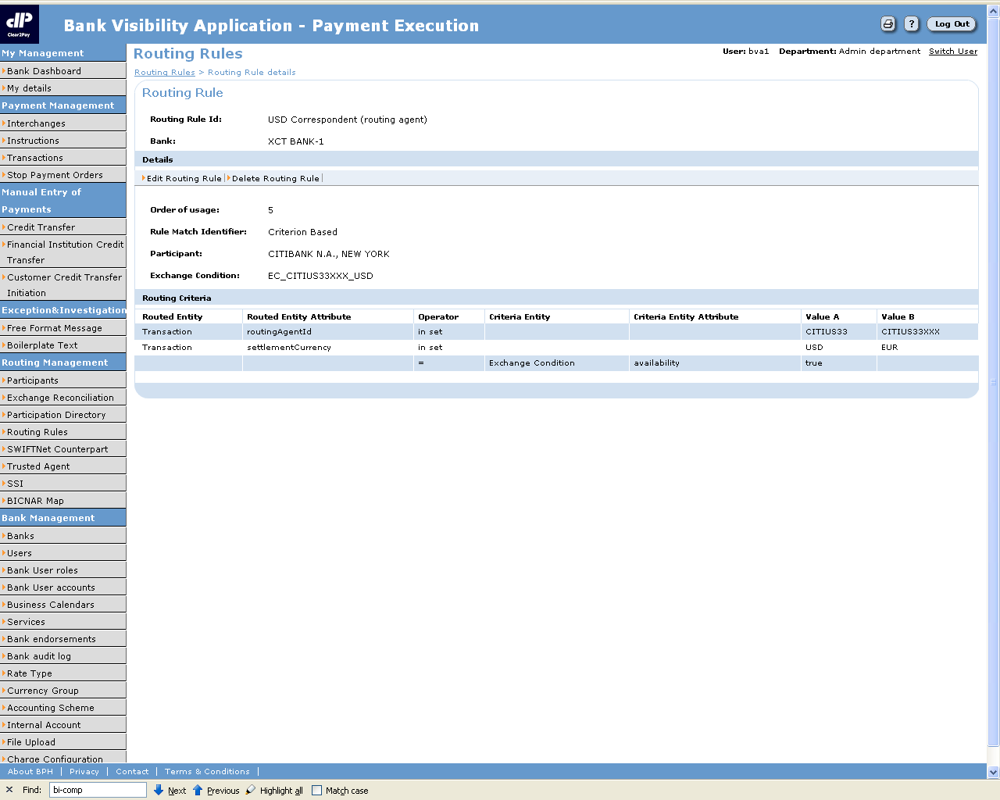 Clear2Pay
Bank Visibility Application - Payment Execution
? Log Out
My Management
Bank Dashboard
My details
Payment Management
Interchanges
Instructions
Transactions
Stop Payment Orders
Manual Entry of
Payments
Credit Transfer
Financial Institution Credit
Transfer
Customer Credit Transfer
Initiation
Exception&Investigation
Free Format Message
Boilerplate Text
Routing Management
Participants
Exchange Reconciliation
Participation Directory
Routing Rules
SWIFTNet Counterpart
Trusted Agent
SSI
BICNAR Map
Bank Management
Banks
Users
Bank User roles
Bank User accounts
Business Calendars
Services
Bank endorsements
Bank audit log
Rate Type
Currency Group
Accounting Scheme
Internal Account
File Upload
Charge Configuration
Routing Rules
User: bva1 Department: Admin department Switch User
Routing Rules > Routing Rule details
Routing Rule
Routing Rule Id: USD Correspondent (routing agent)
Bank: XCT BANK-1
Details
Edit Routing Rule | Delete Routing Rule |
Order of usage: 5
Rule Match Identifier: Criterion Based
Participant: CITIBANK N.A., NEW YORK
Exchange Condition: EC_CITIUS33XXX_USD
Routing Criteria
Routed Entity Routed Entity Attribute Operator Criteria Entity Criteria Entity Attribute Value A Value B
Transaction routingAgentId in set CITIUS33 CITIUS33XXX
Transaction settlementCurrency in set USD EUR
= Exchange Condition availability true
About BPH | Privacy | Contact | Terms & Conditions |
Find: bi-comp Next Previous Highlight all Match case